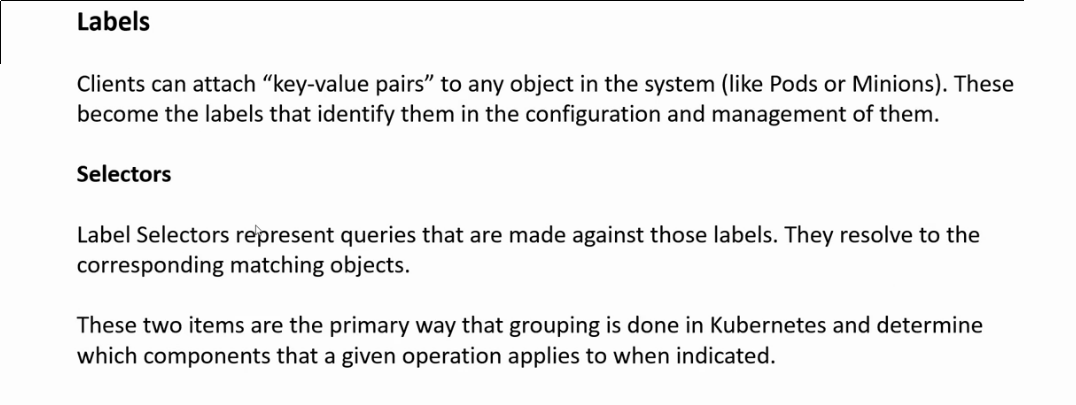 Labels
Clients can attach “key-value pairs” to any object in the system (like Pods or Minions). These
become the labels that identify them in the configuration and management of them.
Selectors
Label Selectors represent queries that are made against those labels. They resolve to the
corresponding matching objects.
These two items are the primary way that grouping is done in Kubernetes and determine
which components that a given operation applies to when indicated.